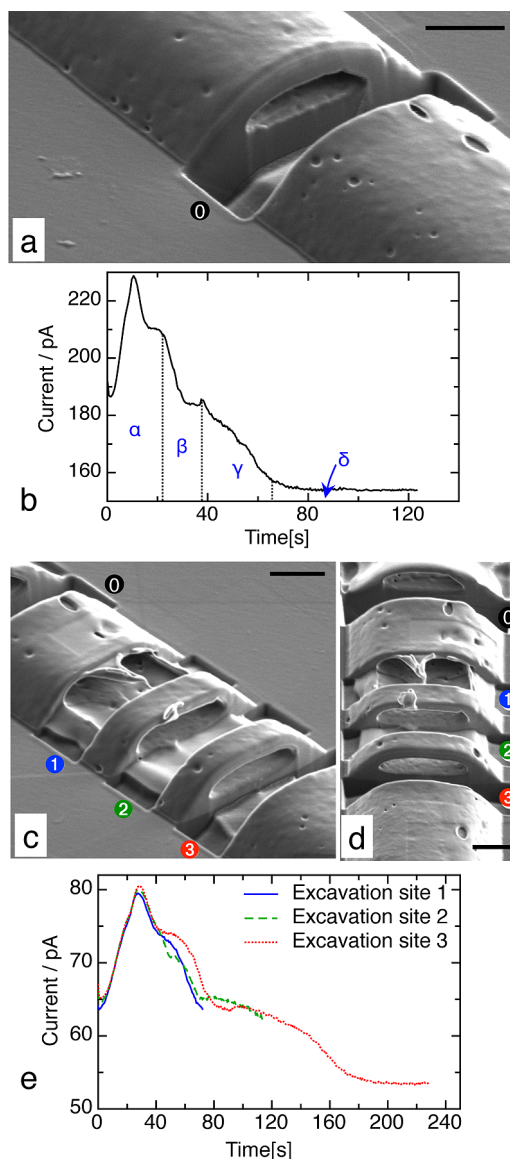 0
a
Current / pA
220
200
180
160
α
β
γ
δ
0
40
80
120
Time[s]
b
0
1
2
3
c
0
1
2
3
d
Current / pA
80
70
60
50
Excavation site 1
Excavation site 2
Excavation site 3
0
40
80
120
160
200
240
Time[s]
e